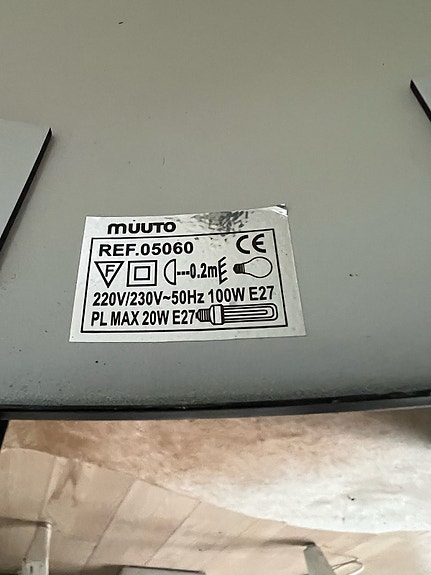 muuto
REF.05060 CE
F 0.2m
220V/230V~50Hz 100W E27
PL MAX 20W E27